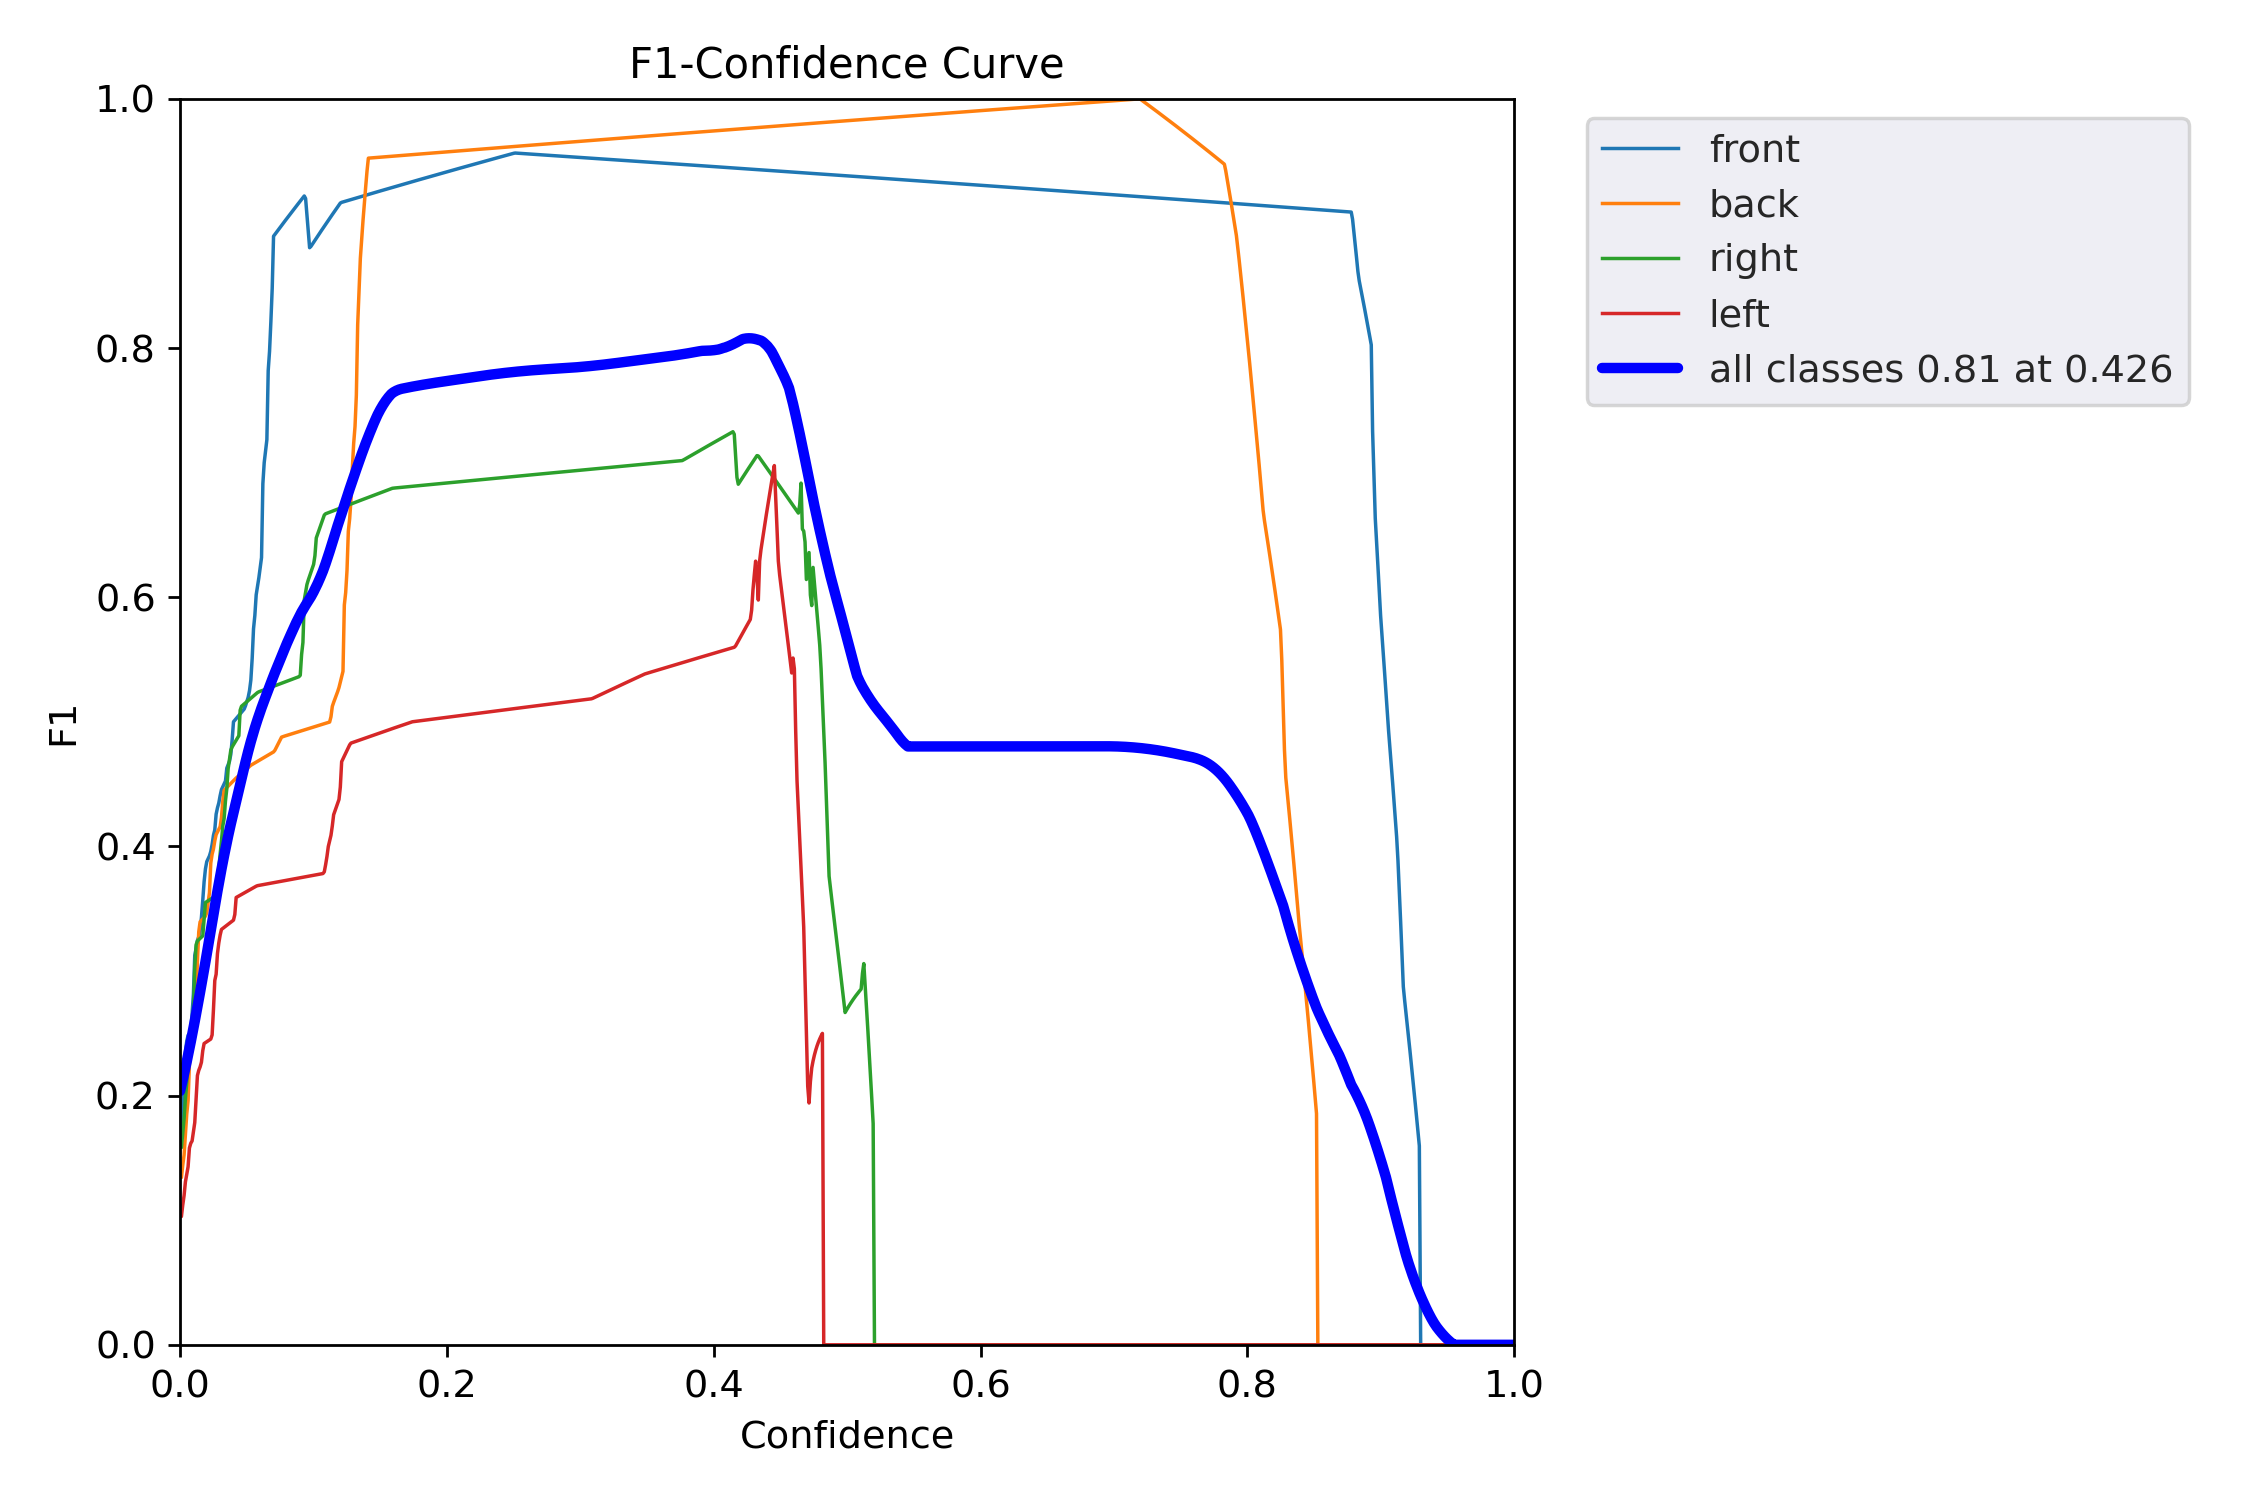 F1-Confidence Curve
1.0
0.8
0.6
0.4
0.2
0.0
F1
0.0 0.2 0.4 0.6 0.8 1.0
Confidence
front
back
right
left
all classes 0.81 at 0.426